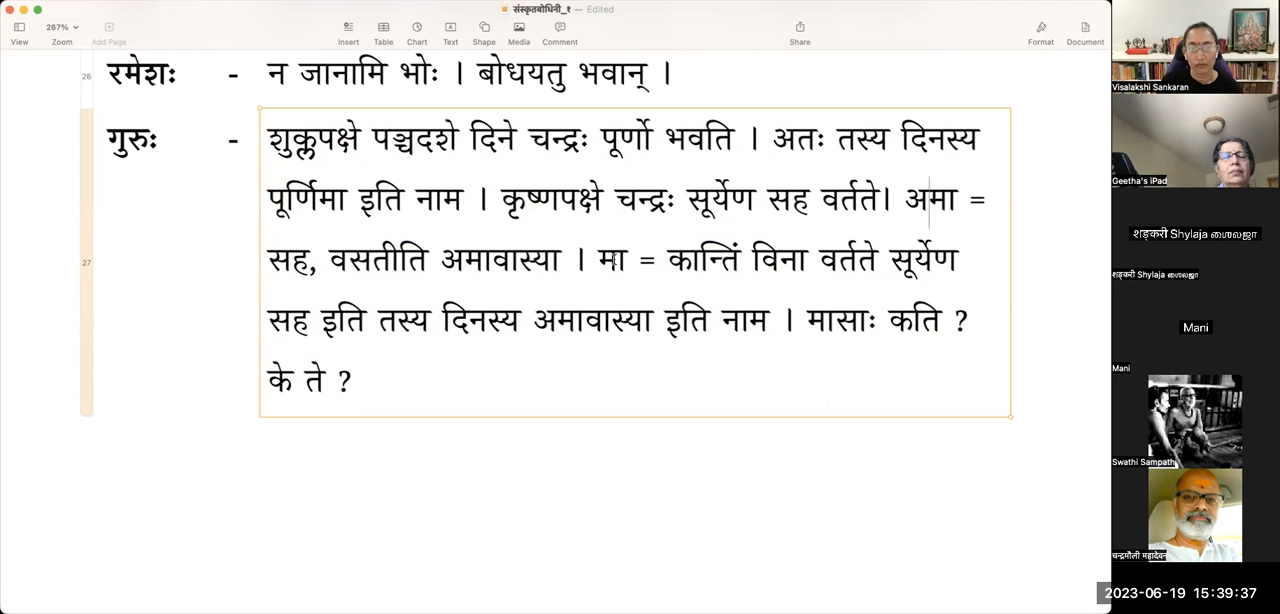 संस्कृतबोधिनी_१ — Edited
View
267%
Zoom
Add Page
Insert
Table
Chart
Text
Shape
Media
Comment
Share
Format
Document
26
रमेशः - न जानामि भोः । बोधयतु भवान् ।
गुरुः - शुक्लपक्षे पञ्चदशे दिने चन्द्रः पूर्णो भवति । अतः तस्य दिनस्य
पूर्णिमा इति नाम । कृष्णपक्षे चन्द्रः सूर्येण सह वर्तते। अमा =
27
सह, वसतीति अमावास्या । मा = कान्तिं विना वर्तते सूर्येण
सह इति तस्य दिनस्य अमावास्या इति नाम । मासाः कति ?
के ते ?
Visalakshi Sankaran
Geetha's iPad
शङ्करी Shylaja ஶைலஜா
शङ्करी Shylaja ஶைலஜா
Mani
Mani
Swathi Sampath
चन्द्रमौली महादेवन्
2023-06-19 15:39:37